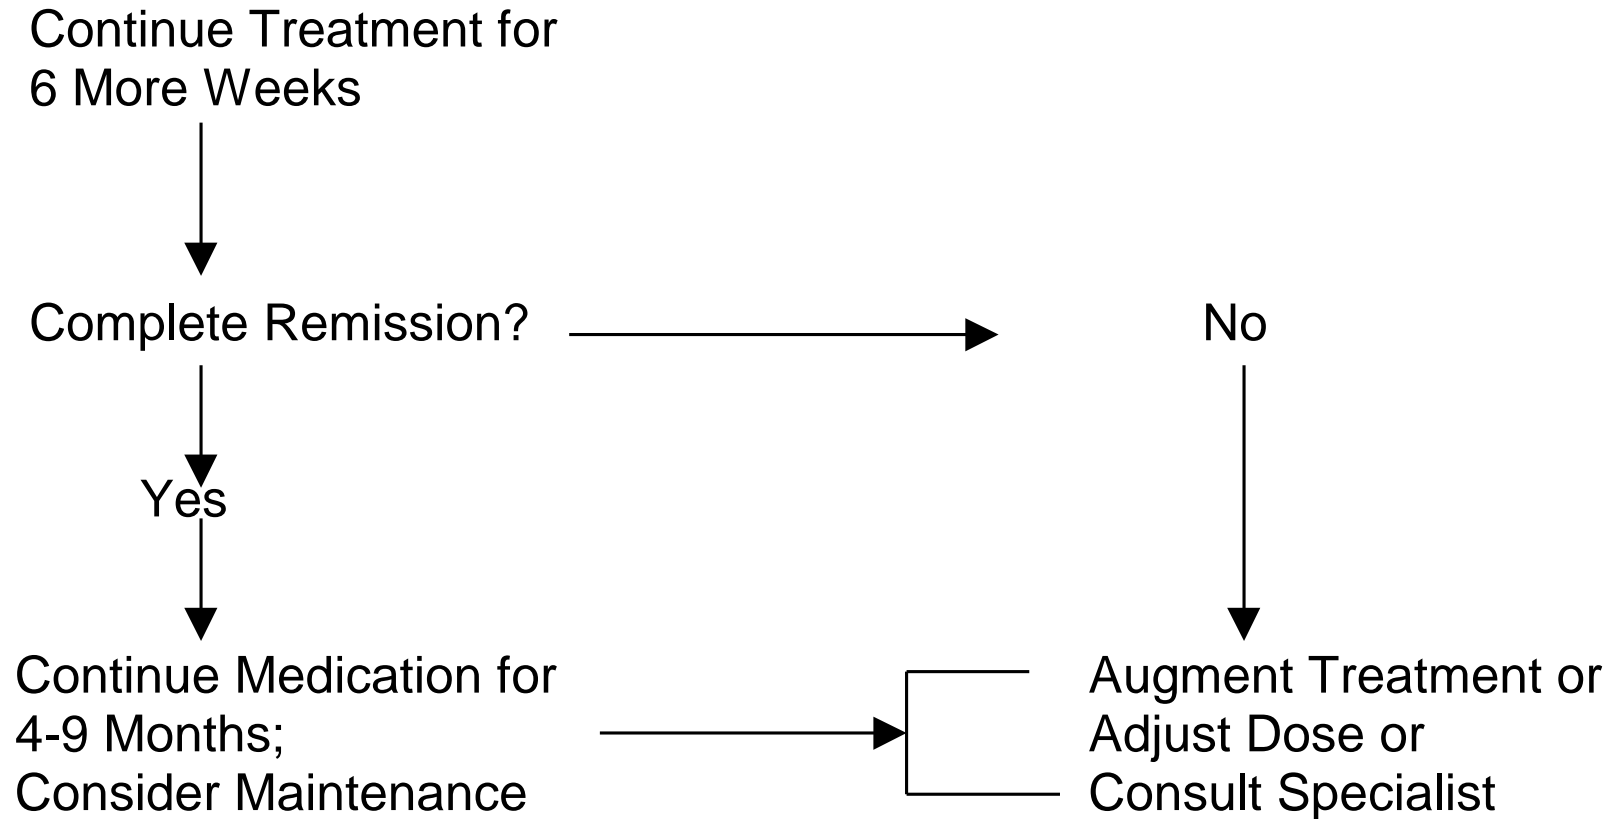 Continue Treatment for
6 More Weeks
Complete Remission?
No
Yes
Continue Medication for
4-9 Months;
Consider Maintenance
Augment Treatment or
Adjust Dose or
Consult Specialist